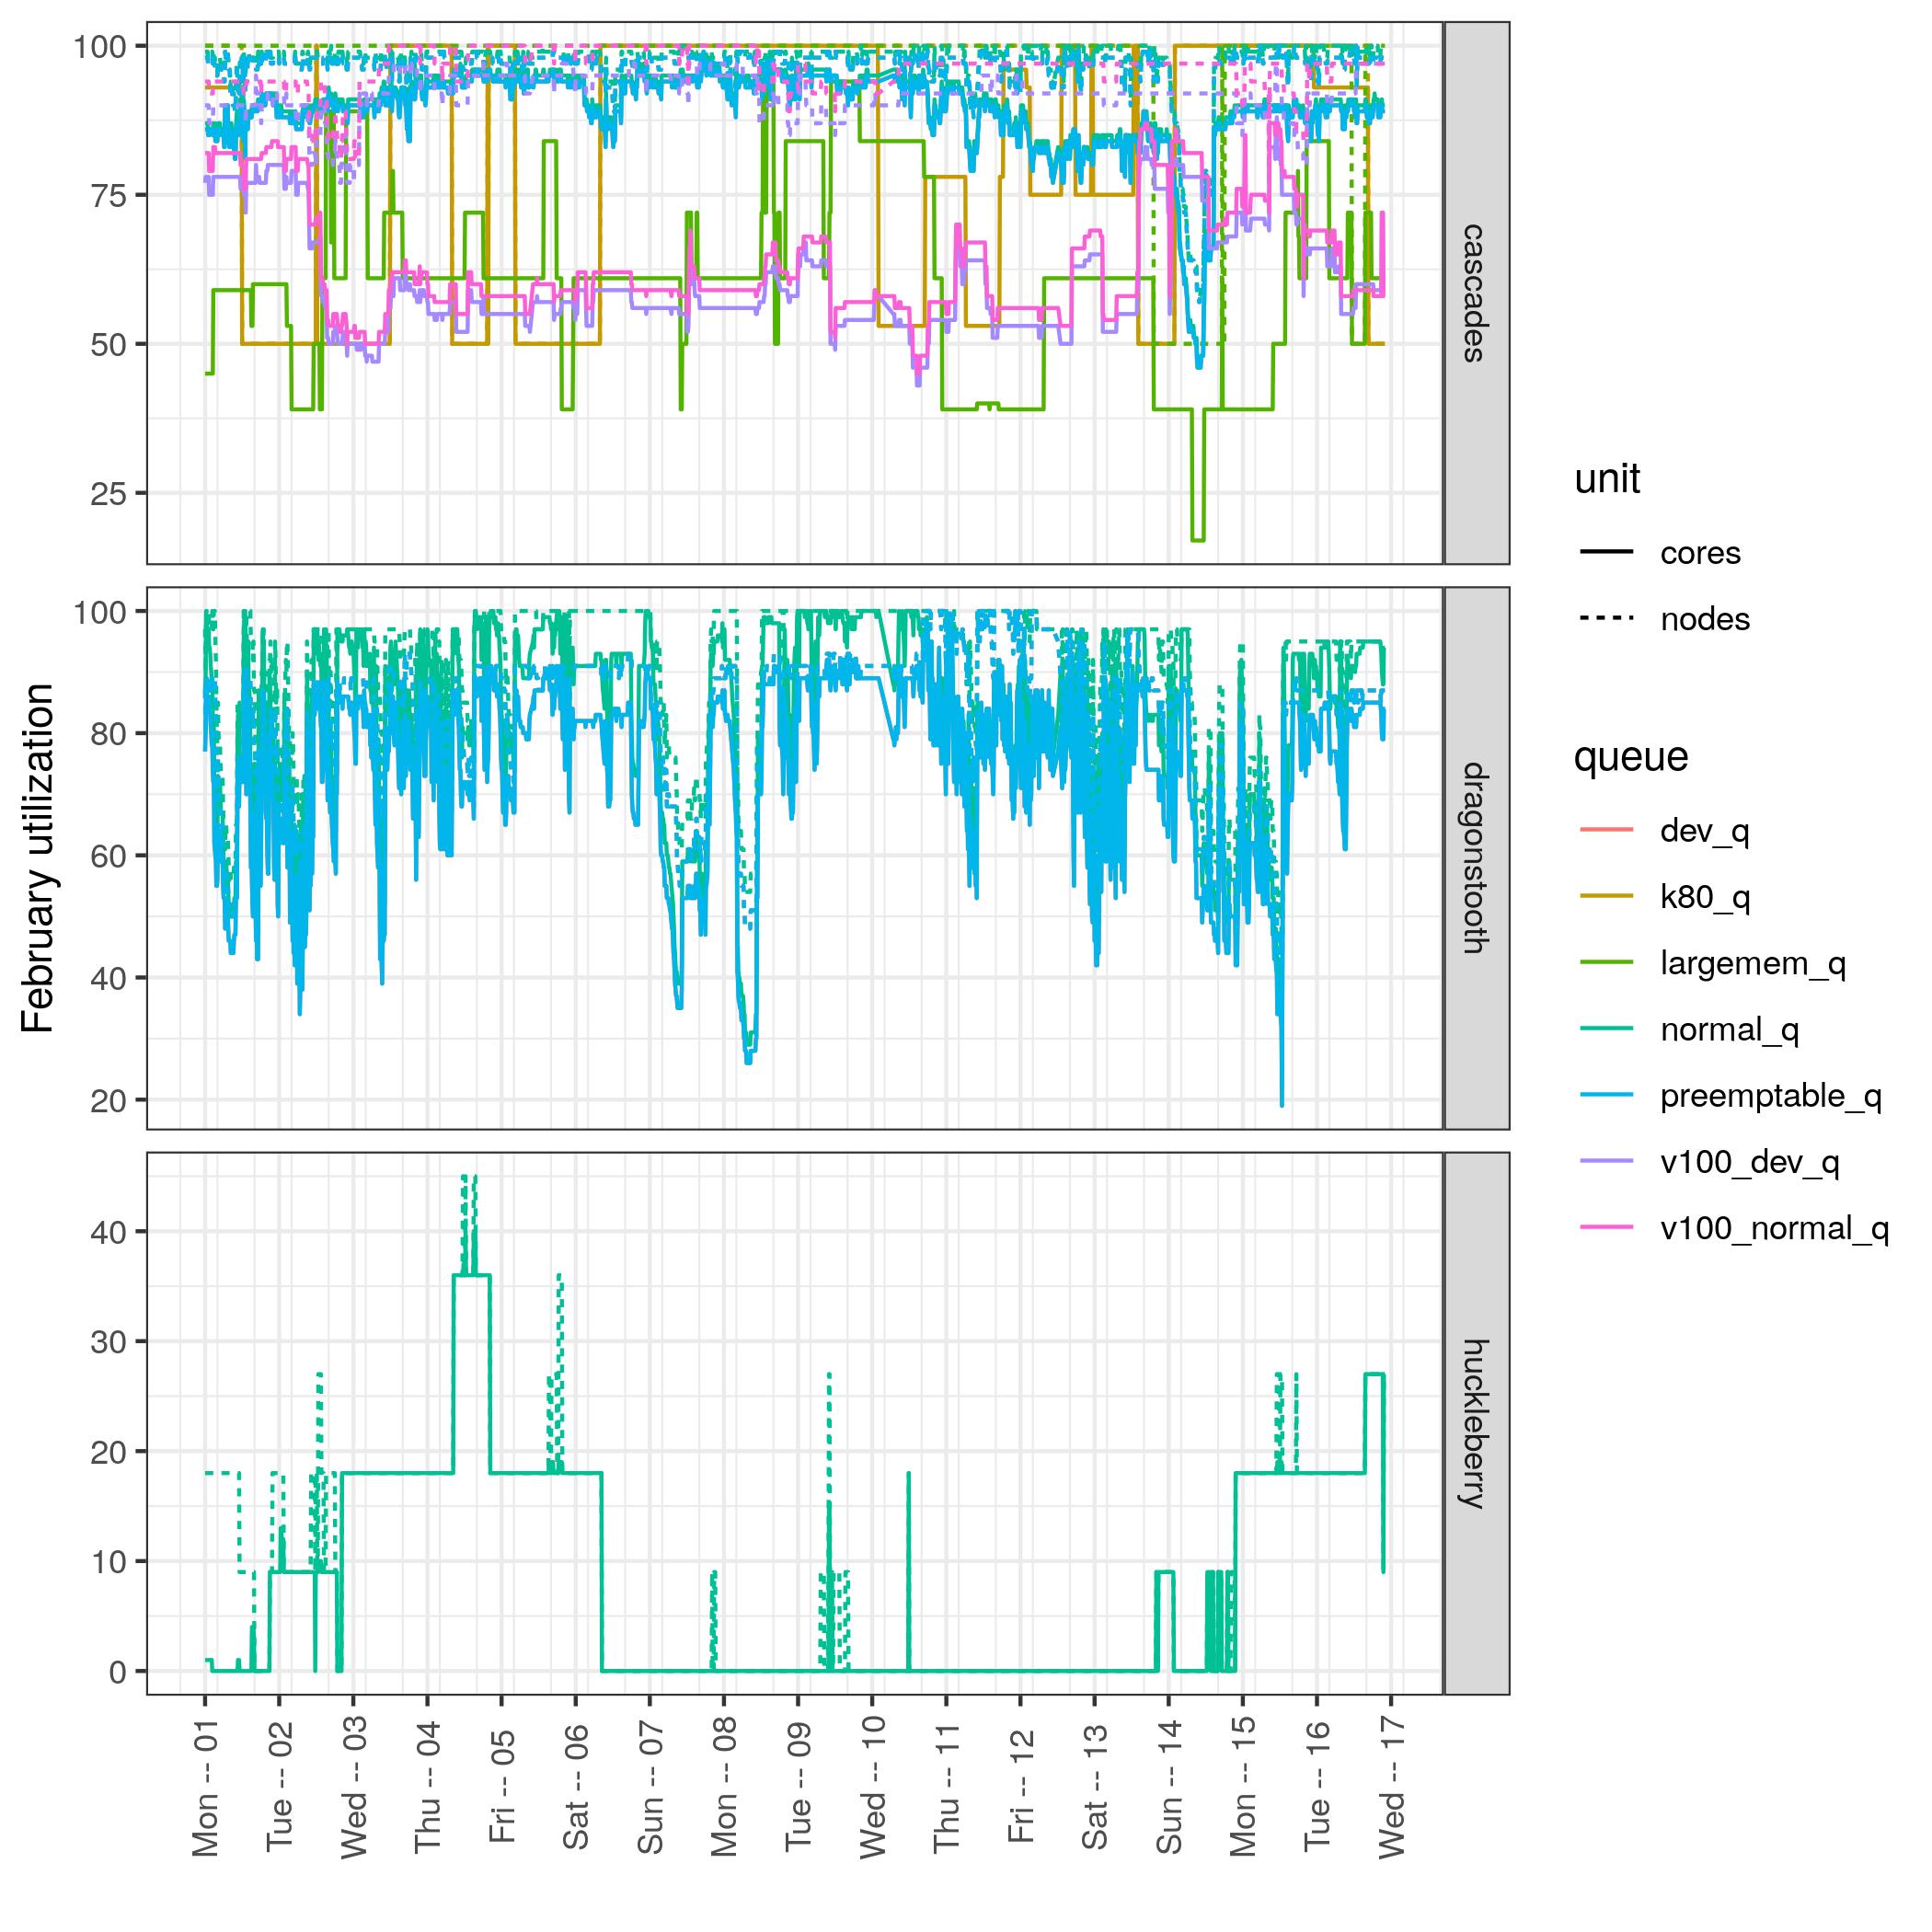 February utilization
100
75
50
25
cascades
100
80
60
40
20
dragonstooth
40
30
20
10
0
huckleberry
Mon -- 01
Tue -- 02
Wed -- 03
Thu -- 04
Fri -- 05
Sat -- 06
Sun -- 07
Mon -- 08
Tue -- 09
Wed -- 10
Thu -- 11
Fri -- 12
Sat -- 13
Sun -- 14
Mon -- 15
Tue -- 16
Wed -- 17
unit
cores
nodes
queue
dev_q
k80_q
largemem_q
normal_q
preemptable_q
v100_dev_q
v100_normal_q